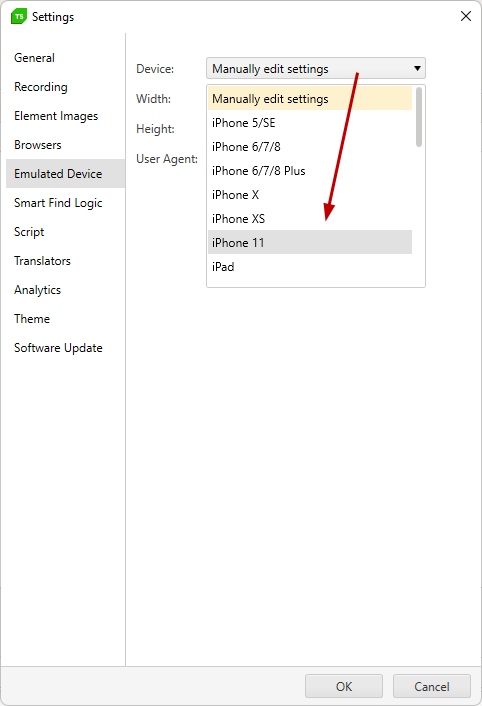 TS Settings
General
Recording
Element Images
Browsers
Emulated Device
Smart Find Logic
Script
Translators
Analytics
Theme
Software Update
Device: Manually edit settings
Width:
Height:
User Agent:
Manually edit settings
iPhone 5/SE
iPhone 6/7/8
iPhone 6/7/8 Plus
iPhone X
iPhone XS
iPhone 11
iPad
OK Cancel